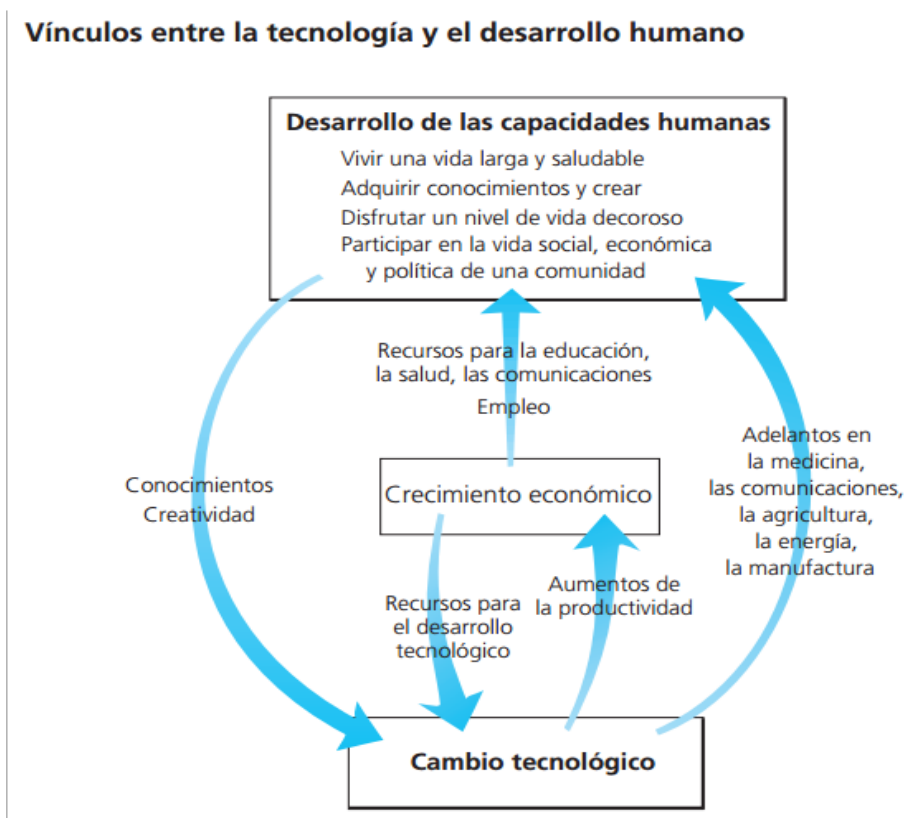 Vínculos entre la tecnología y el desarrollo humano
Desarrollo de las capacidades humanas
Vivir una vida larga y saludable
Adquirir conocimientos y crear
Disfrutar un nivel de vida decoroso
Participar en la vida social, económica
y política de una comunidad
Recursos para la educación,
la salud, las comunicaciones
Empleo
Conocimientos
Creatividad
Crecimiento económico
Adelantos en
la medicina,
las comunicaciones,
la agricultura,
la energía,
la manufactura
Recursos para
el desarrollo
tecnológico
Aumentos de
la productividad
Cambio tecnológico